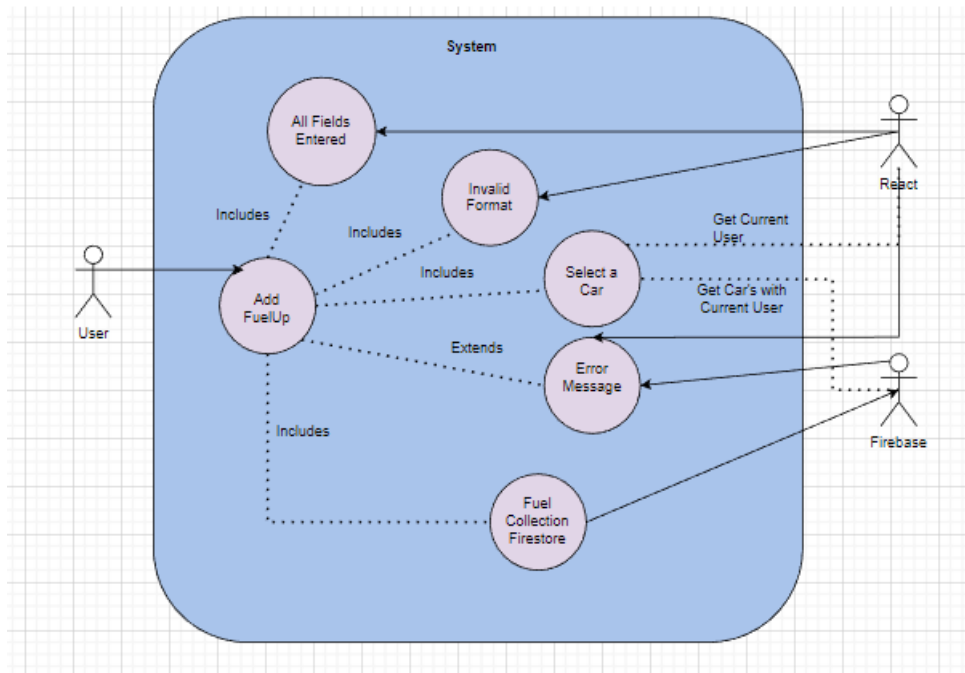 System
All Fields
Entered
React
Invalid
Format
Includes
Get Current
User
Includes
Includes
Select a
Car
Get Car's with
Current User
Add
FuelUp
User
Extends
Error
Message
Firebase
Includes
Fuel
Collection
Firestore